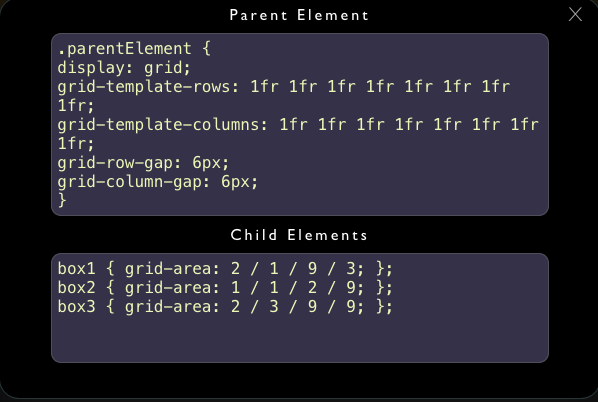 Parent Element
X
.parentElement {
display: grid;
grid-template-rows: 1fr 1fr 1fr 1fr 1fr 1fr 1fr
1fr;
grid-template-columns: 1fr 1fr 1fr 1fr 1fr 1fr 1fr
1fr;
grid-row-gap: 6px;
grid-column-gap: 6px;
}
Child Elements
box1 { grid-area: 2 / 1 / 9 / 3; };
box2 { grid-area: 1 / 1 / 2 / 9; };
box3 { grid-area: 2 / 3 / 9 / 9; };